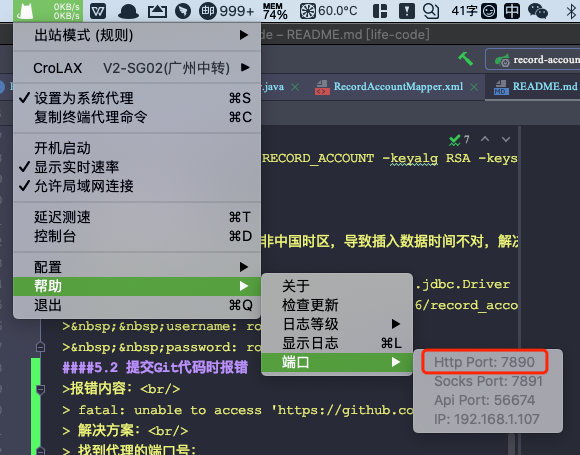 0KB/s
0KB/s
999+
MEM
74%
60.0°C
41字
中
出站模式 (规则)
CroLAX V2-SG02(广州中转)
设置为系统代理 ⌘S
复制终端代理命令 ⌘C
开机启动
显示实时速率
允许局域网连接
延迟测速 ⌘T
控制台 ⌘D
配置
帮助
退出 ⌘Q
关于
检查更新
日志等级
显示日志 ⌘L
端口
Http Port: 7890
Socks Port: 7891
Api Port: 56674
IP: 192.168.1.107
de – README.md [life-code]
record-accoun
.java
RecordAccountMapper.xml
README.md
7
RECORD_ACCOUNT -keyalg RSA -keys
非中国时区，导致插入数据时间不对，解决
.jdbc.Driver
6/record_acco
>&nbsp;&nbsp;username: ro
>&nbsp;&nbsp;password: ro
####5.2 提交Git代码时报错
>报错内容：<br/>
> fatal: unable to access 'https://github.co
> 解决方案：<br/>
> 找到代理的端口号：